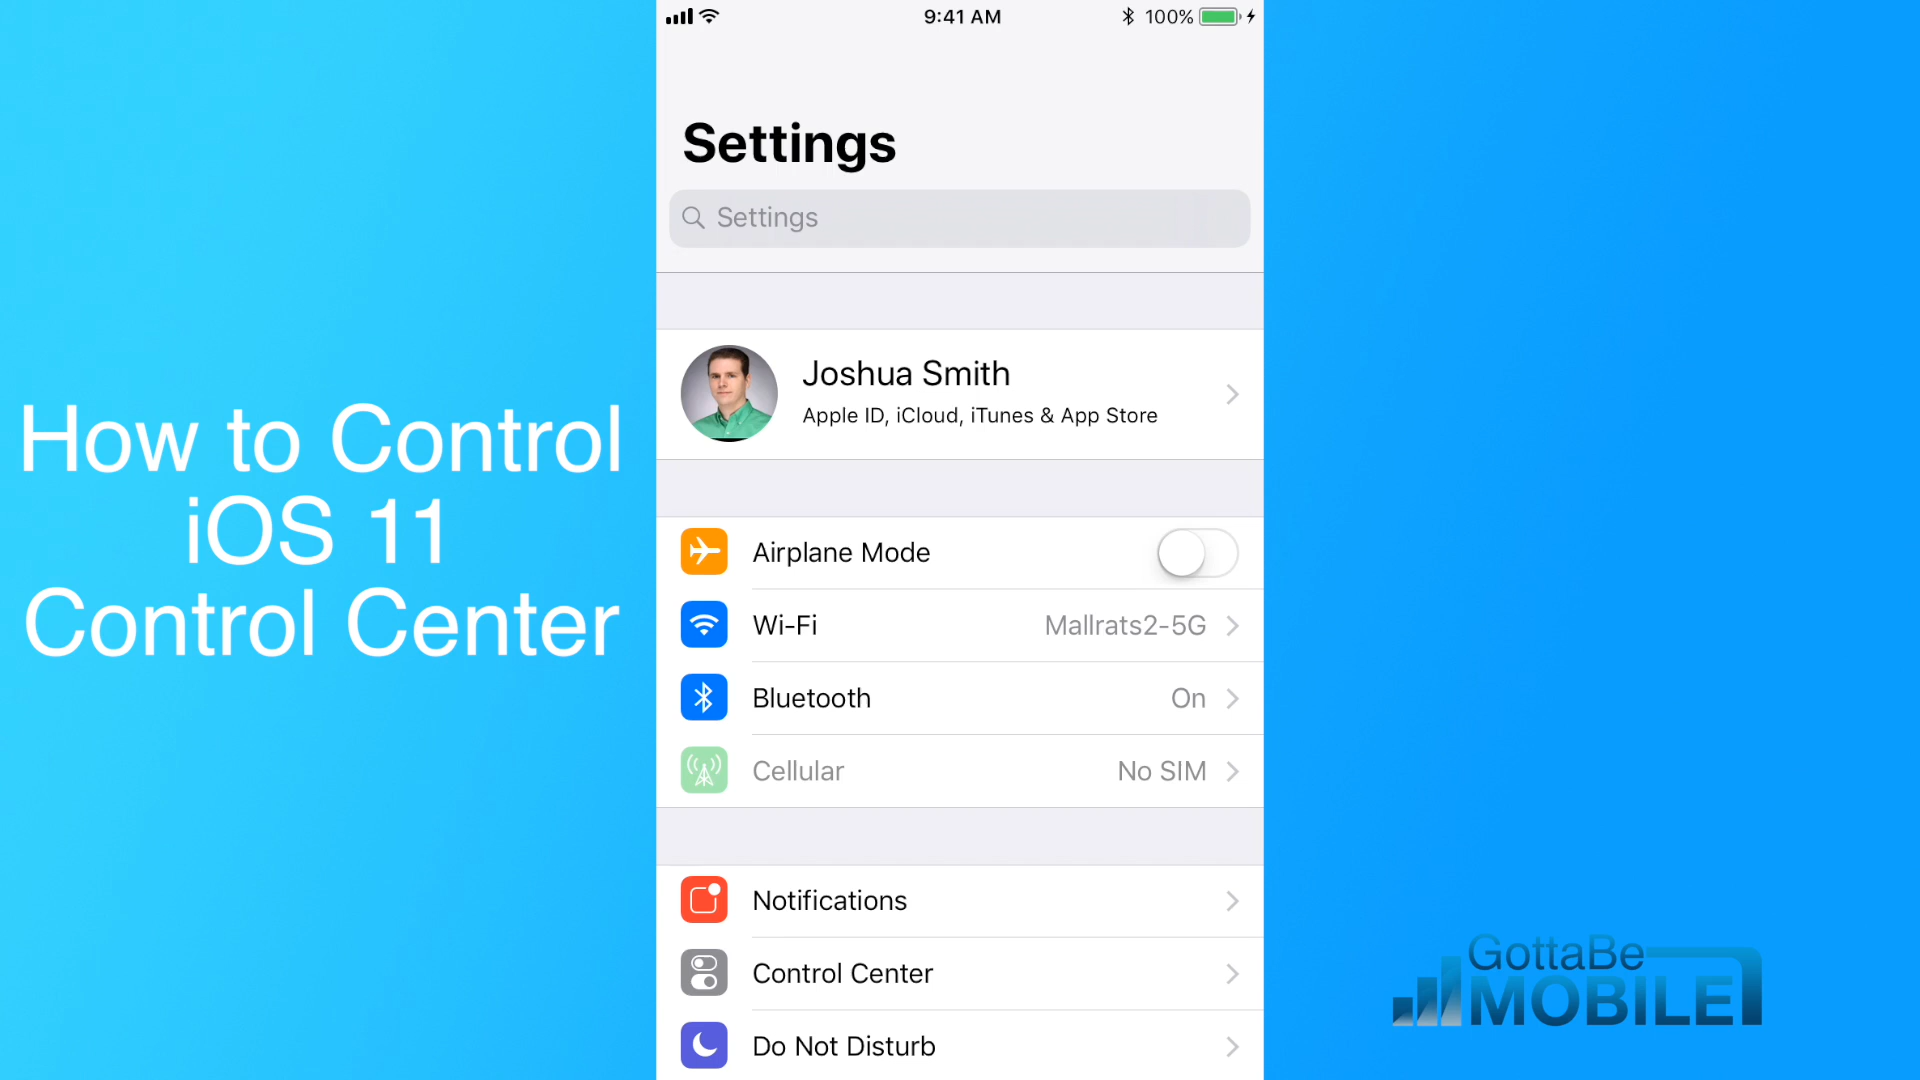 9:41 AM
100%
Settings
Settings
Joshua Smith
Apple ID, iCloud, iTunes & App Store
How to Control
iOS 11
Control Center
Airplane Mode
Wi-Fi
Mallrats2-5G
Bluetooth
On
Cellular
No SIM
Notifications
Control Center
Do Not Disturb
GottaBe
MOBILE